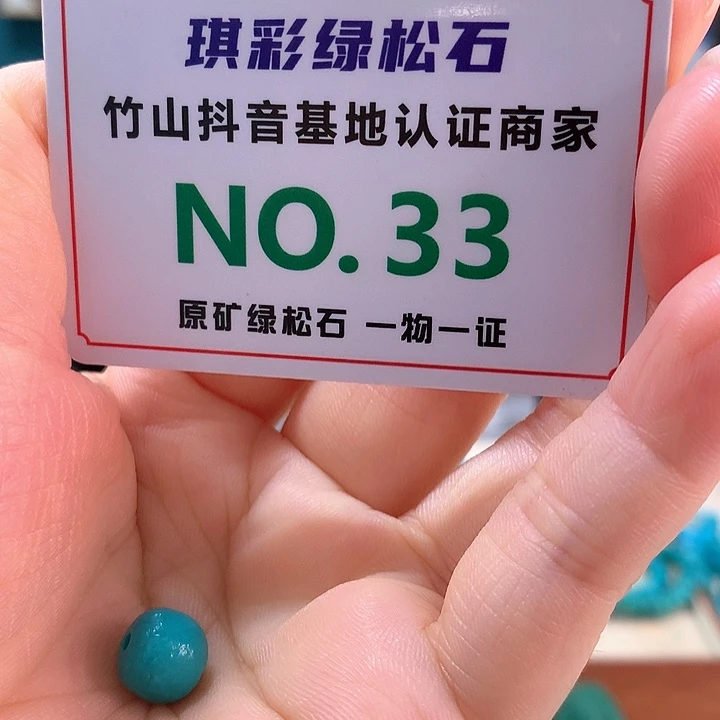 琪彩绿松石
竹山抖音基地认证商家
NO.33
原矿绿松石 一物一证